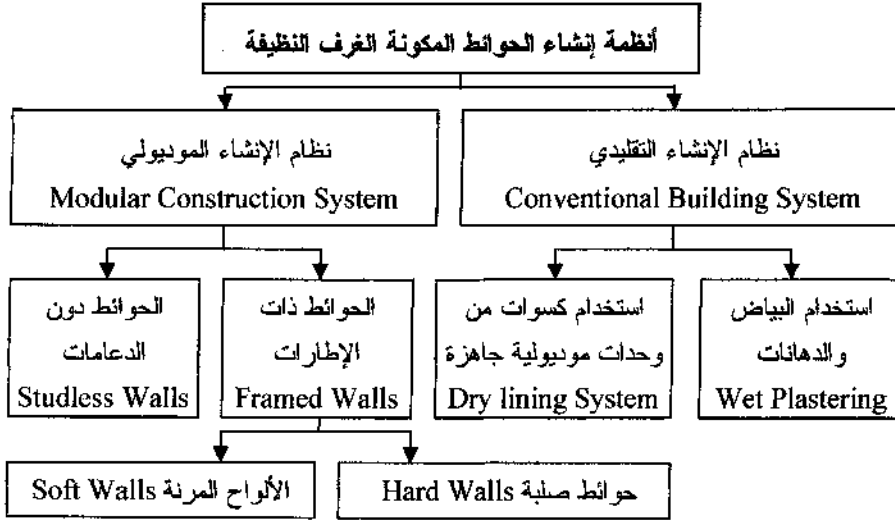 أنظمة إنشاء الحوائط المكونة الغرف النظيفة
نظام الإنشاء التقليدي
Conventional Building System
نظام الإنشاء الموديولي
Modular Construction System
استخدام البياض
والدهانات
Wet Plastering
استخدام كسوات من
وحدات موديولية جاهزة
Dry lining System
الحوائط ذات
الإطارات
Framed Walls
الحوائط دون
الدعامات
Studless Walls
حوائط صلبة Hard Walls
الألواح المرنة Soft Walls